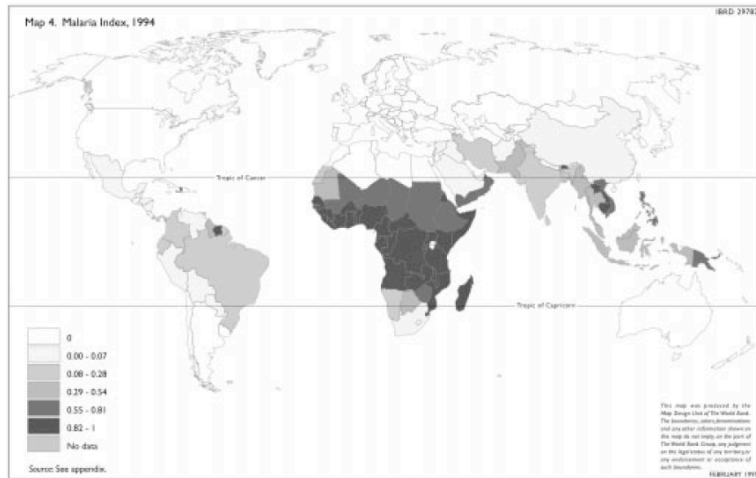 IBRD 29782
Map 4. Malaria Index, 1994
Tropic of Cancer
Tropic of Capricorn
0
0.00 - 0.07
0.08 - 0.28
0.29 - 0.54
0.55 - 0.81
0.82 - 1
No data
Source: See appendix.
This map was produced by the
Map Design Unit of The World Bank.
The boundaries, colors, denominations
and any other information shown on
this map do not imply, on the part of
The World Bank Group, any judgment
on the legal status of any territory, or
any endorsement or acceptance of
such boundaries.
FEBRUARY 199